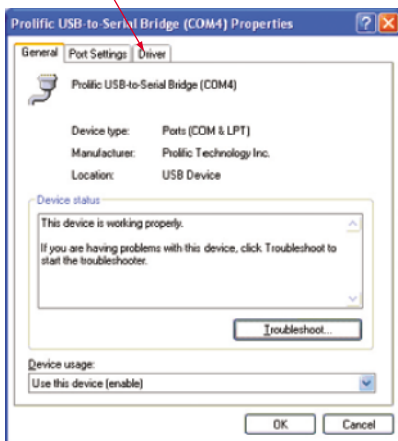 Prolific USB-to-Serial Bridge (COM4) Properties
General Port Settings Driver
Prolific USB-to-Serial Bridge (COM4)
Device type: Ports (COM & LPT)
Manufacturer: Prolific Technology Inc.
Location: USB Device
Device status
This device is working properly.
If you are having problems with this device, click Troubleshoot to
start the troubleshooter.
Troubleshoot...
Device usage:
Use this device (enable)
OK Cancel